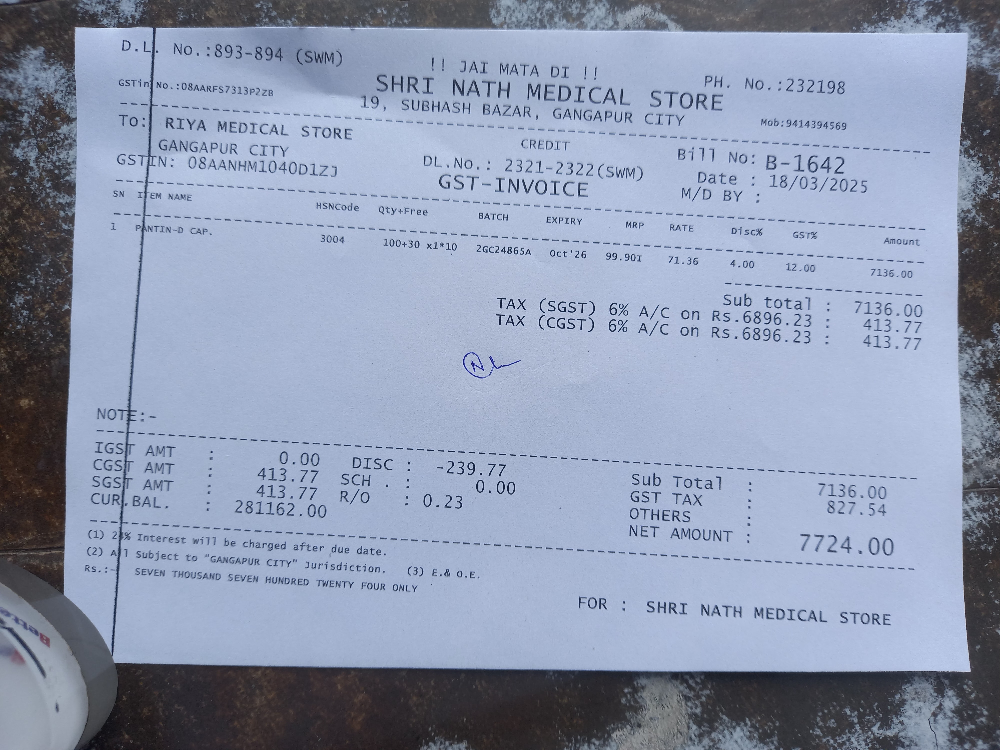 D.L. No.:893-894 (SWM)
!! JAI MATA DI !!
PH. No.:232198
GSTin No.:08AARFS7313P2ZB
SHRI NATH MEDICAL STORE
19, SUBHASH BAZAR, GANGAPUR CITY
Mob:9414394569
To: RIYA MEDICAL STORE
CREDIT
Bill No: B-1642
GANGAPUR CITY
DL.No.: 2321-2322(SWM)
Date : 18/03/2025
GSTIN: 08AANHM1040D1ZJ
GST-INVOICE
M/D BY :
SN ITEM NAME HSNCode Qty+Free BATCH EXPIRY MRP RATE Disc% GST% Amount
1 PANTIN-D CAP. 3004 100+30 x1*10 2GC24865A Oct'26 99.90I 71.36 4.00 12.00 7136.00
Sub total : 7136.00
TAX (SGST) 6% A/C on Rs.6896.23 : 413.77
TAX (CGST) 6% A/C on Rs.6896.23 : 413.77
NOTE:-
IGST AMT : 0.00 DISC : -239.77 Sub Total : 7136.00
CGST AMT : 413.77 SCH . : 0.00 GST TAX : 827.54
SGST AMT : 413.77 R/O : 0.23 OTHERS :
CUR.BAL. : 281162.00 NET AMOUNT : 7724.00
(1) 24% Interest will be charged after due date.
(2) All Subject to "GANGAPUR CITY" Jurisdiction. (3) E.& O.E.
Rs.:- SEVEN THOUSAND SEVEN HUNDRED TWENTY FOUR ONLY
FOR : SHRI NATH MEDICAL STORE